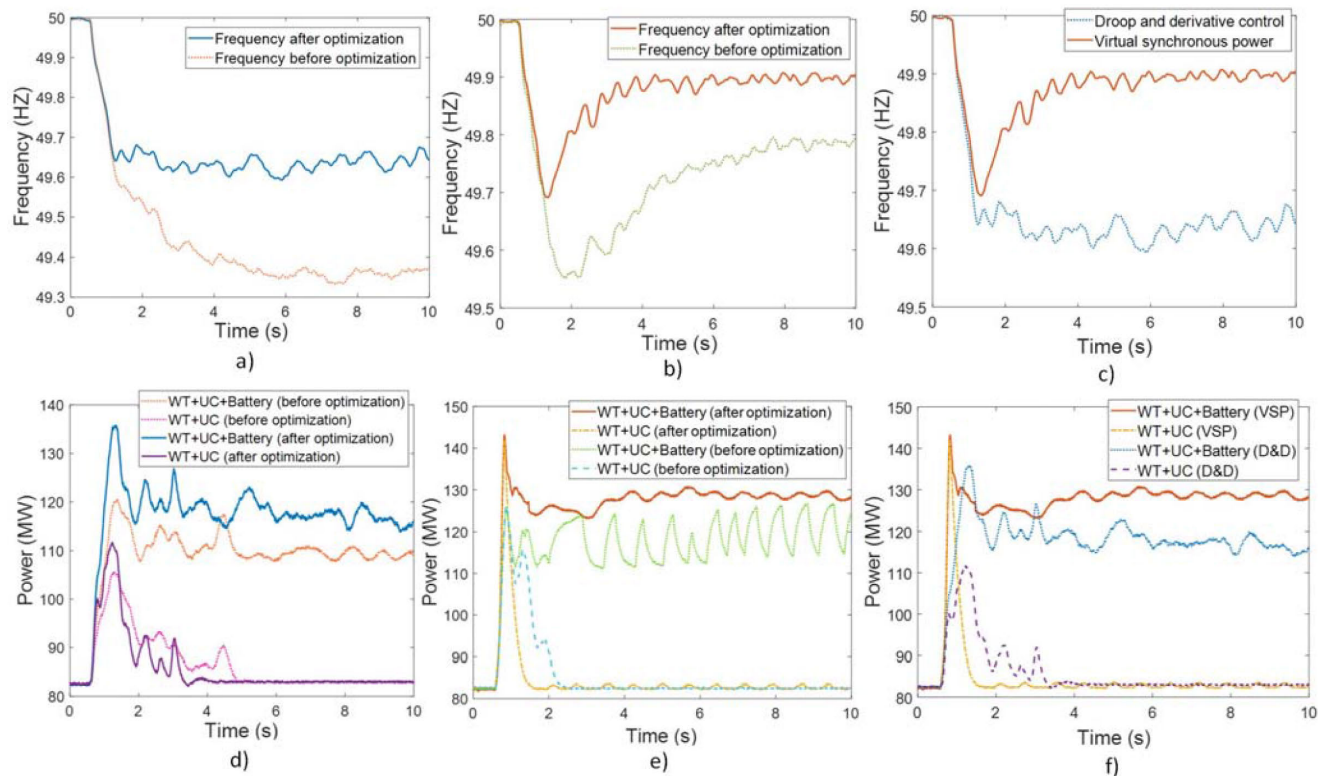 50
49.9
49.8
49.7
49.6
49.5
49.4
49.3
Frequency (HZ)
Frequency after optimization
Frequency before optimization
0 2 4 6 8 10
Time (s)
a)
50
49.9
49.8
49.7
49.6
49.5
Frequency (HZ)
Frequency after optimization
Frequency before optimization
0 2 4 6 8 10
Time (s)
b)
50
49.9
49.8
49.7
49.6
49.5
Frequency (HZ)
Droop and derivative control
Virtual synchronous power
0 2 4 6 8 10
Time (s)
c)
140
130
120
110
100
90
80
Power (MW)
WT+UC+Battery (before optimization)
WT+UC (before optimization)
WT+UC+Battery (after optimization)
WT+UC (after optimization)
0 2 4 6 8 10
Time (s)
d)
150
140
130
120
110
100
90
80
Power (MW)
WT+UC+Battery (after optimization)
WT+UC (after optimization)
WT+UC+Battery (before optimization)
WT+UC (before optimization)
0 2 4 6 8 10
Time (s)
e)
150
140
130
120
110
100
90
80
Power (MW)
WT+UC+Battery (VSP)
WT+UC (VSP)
WT+UC+Battery (D&D)
WT+UC (D&D)
0 2 4 6 8 10
Time (s)
f)